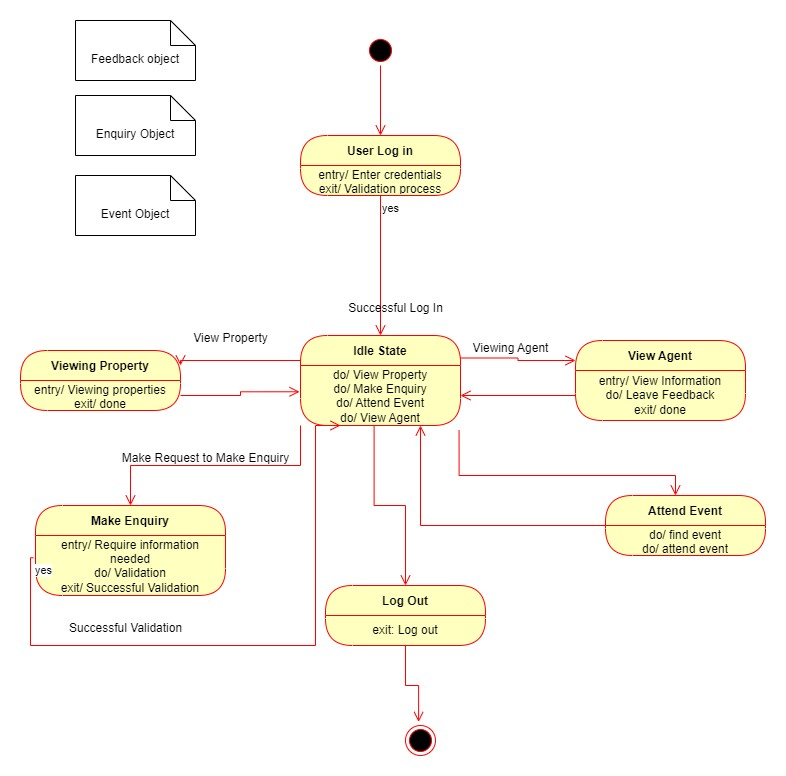 Feedback object
Enquiry Object
Event Object
User Log in
entry/ Enter credentials
exit/ Validation process
yes
Successful Log In
View Property
Viewing Agent
Idle State
do/ View Property
do/ Make Enquiry
do/ Attend Event
do/ View Agent
Viewing Property
entry/ Viewing properties
exit/ done
View Agent
entry/ View Information
do/ Leave Feedback
exit/ done
Make Request to Make Enquiry
Make Enquiry
entry/ Require information
needed
do/ Validation
exit/ Successful Validation
yes
Successful Validation
Attend Event
do/ find event
do/ attend event
Log Out
exit: Log out